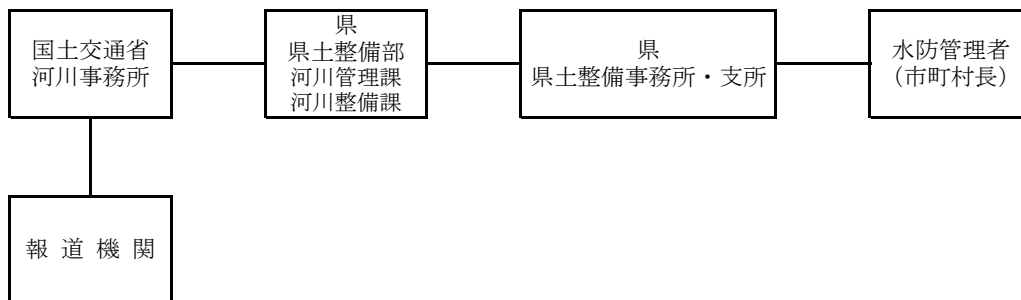 国土交通省
河川事務所
県
県土整備部
河川管理課
河川整備課
県
県土整備事務所・支所
水防管理者
(市町村長)
報 道 機 関